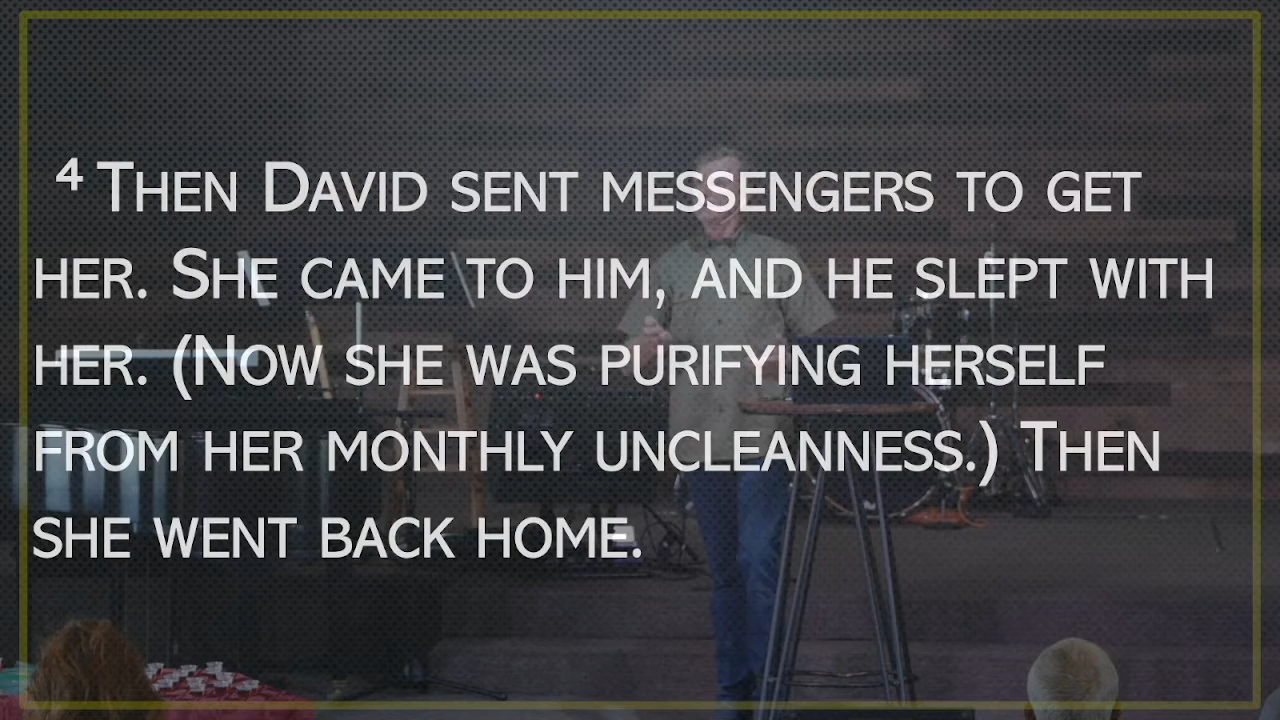 ⁴ Then David sent messengers to get
her. She came to him, and he slept with
her. (Now she was purifying herself
from her monthly uncleanness.) Then
she went back home.